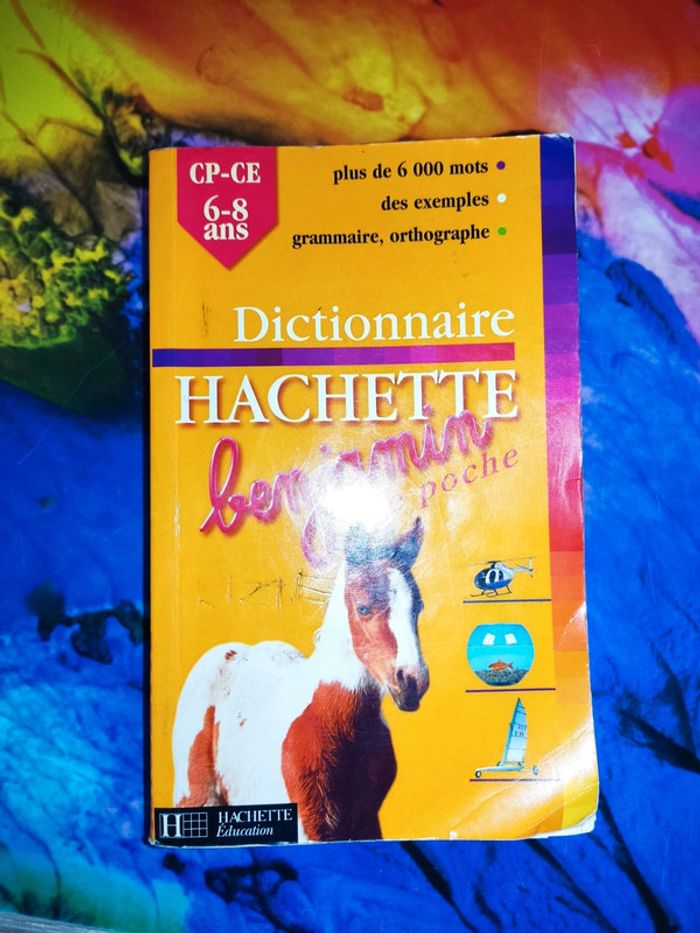 CP-CE
6-8
ans
plus de 6 000 mots
des exemples
grammaire, orthographe
Dictionnaire
HACHETTE
benjamin
poche
H HACHETTE
Éducation